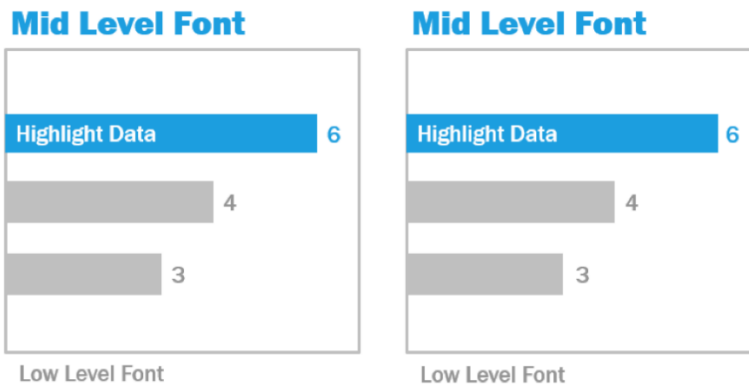 Mid Level Font
Highlight Data 6
4
3
Low Level Font
Mid Level Font
Highlight Data 6
4
3
Low Level Font